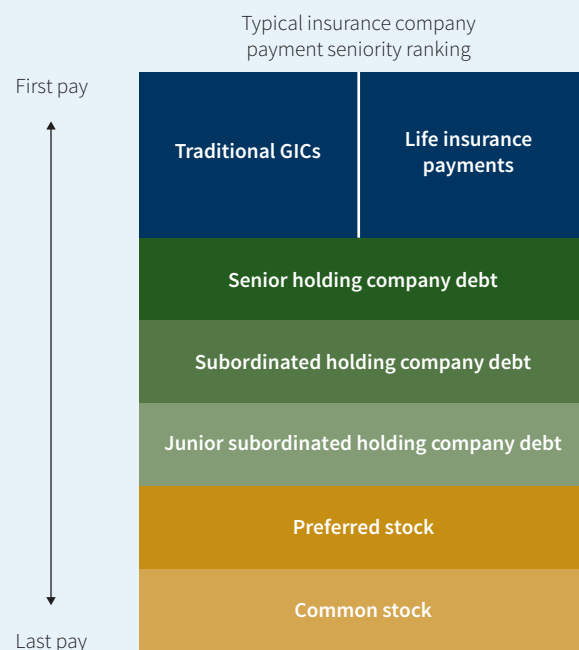 Typical insurance company
payment seniority ranking
First pay
Traditional GICs
Life insurance
payments
Senior holding company debt
Subordinated holding company debt
Junior subordinated holding company debt
Preferred stock
Common stock
Last pay